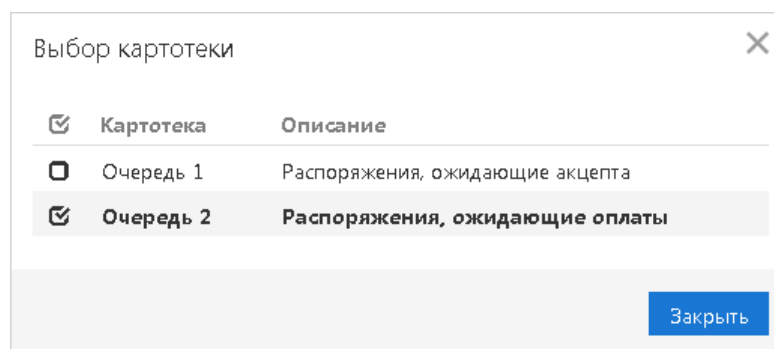 Выбор картотеки
Картотека Описание
Очередь 1 Распоряжения, ожидающие акцепта
Очередь 2 Распоряжения, ожидающие оплаты
Закрыть